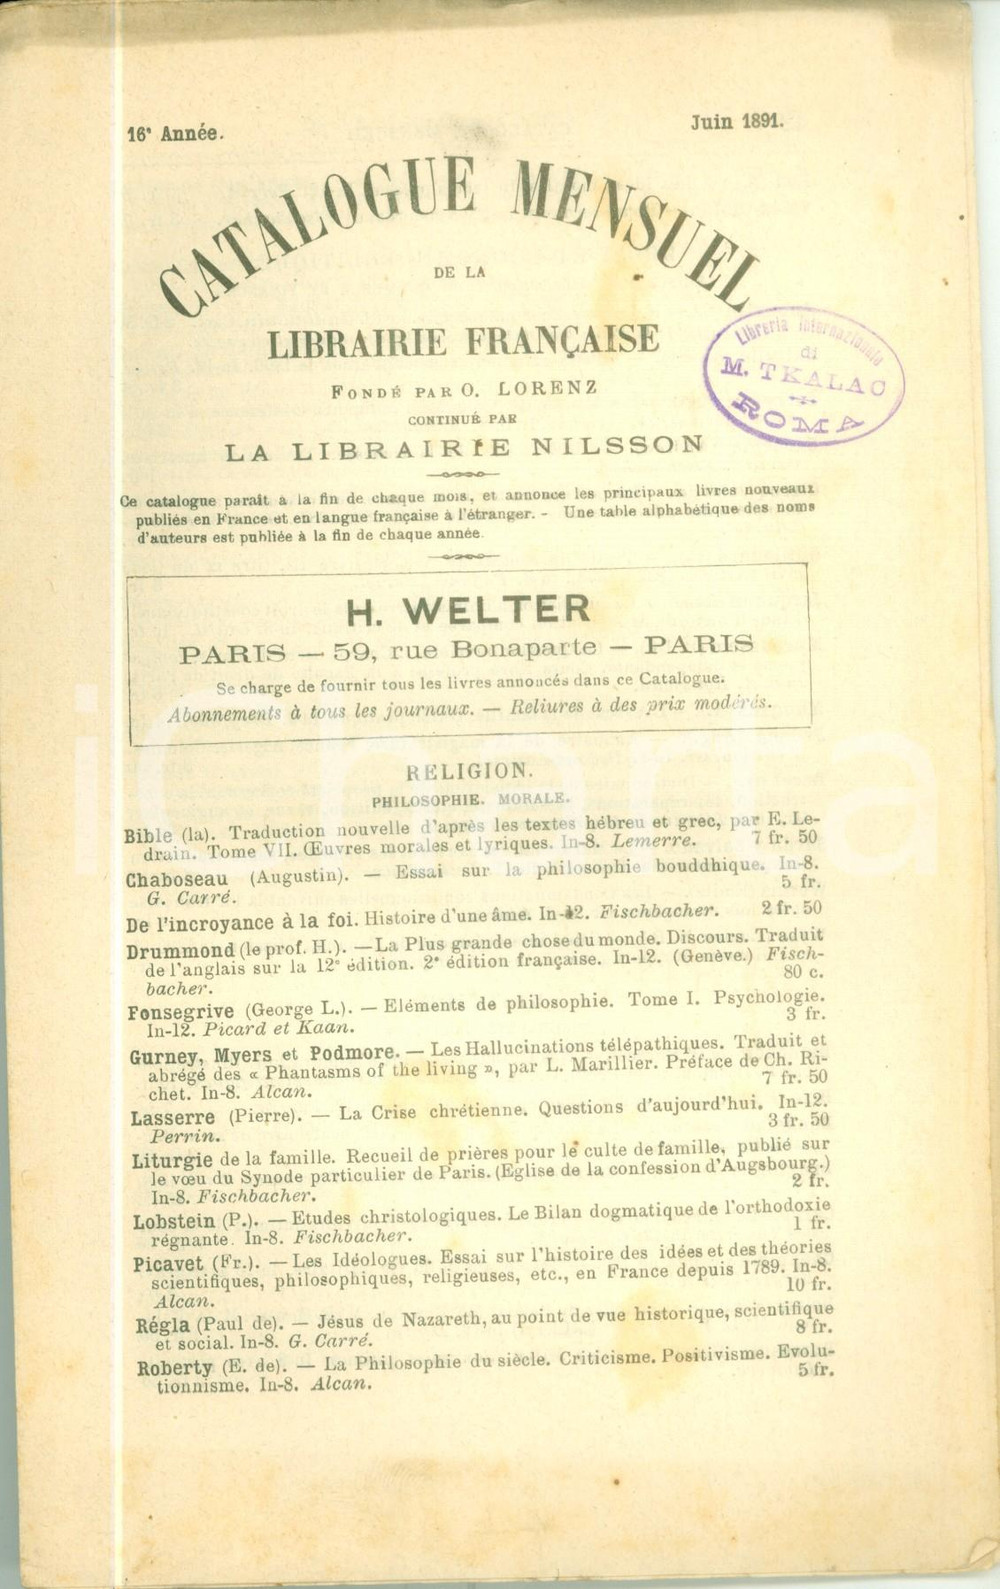 16ᵉ Année.
Juin 1891.
CATALOGUE MENSUEL
DE LA
LIBRAIRIE FRANÇAISE
FONDÉ PAR O. LORENZ
CONTINUÉ PAR
LA LIBRAIRIE NILSSON
Libreria Internazionale
di
M. TKALAC
ROMA
Ce catalogue paraît a la fin de chaque mois, et annonce les principaux livres nouveaux
publiés en France et en langue française à l'étranger. - Une table alphabétique des noms
d'auteurs est publiée à la fin de chaque année.
H. WELTER
PARIS — 59, rue Bonaparte — PARIS
Se charge de fournir tous les livres annoncés dans ce Catalogue.
Abonnements à tous les journaux. — Reliures à des prix modérés.
RELIGION.
PHILOSOPHIE. MORALE.
Bible (la). Traduction nouvelle d'après les textes hébreu et grec, par E. Le-
drain. Tome VII. Œuvres morales et lyriques. In-8. Lemerre. 7 fr. 50
Chaboseau (Augustin). — Essai sur la philosophie bouddhique. In-8.
G. Carré. 5 fr.
De l'incroyance à la foi. Histoire d'une âme. In-12. Fischbacher. 2 fr. 50
Drummond (le prof. H.). — La Plus grande chose du monde. Discours. Traduit
de l'anglais sur la 12ᵉ édition. 2ᵉ édition française. In-12. (Genève.) Fisch-
bacher. 80 c.
Fonsegrive (George L.). — Eléments de philosophie. Tome I. Psychologie.
In-12. Picard et Kaan. 3 fr.
Gurney, Myers et Podmore. — Les Hallucinations télépathiques. Traduit et
abrégé des « Phantasms of the living », par L. Marillier. Préface de Ch. Ri-
chet. In-8. Alcan. 7 fr. 50
Lasserre (Pierre). — La Crise chrétienne. Questions d'aujourd'hui. In-12.
Perrin. 3 fr. 50
Liturgie de la famille. Recueil de prières pour le culte de famille, publié sur
le vœu du Synode particulier de Paris. (Eglise de la confession d'Augsbourg.)
In-8. Fischbacher. 2 fr.
Lobstein (P.). — Etudes christologiques. Le Bilan dogmatique de l'orthodoxie
régnante. In-8. Fischbacher. 1 fr.
Picavet (Fr.). — Les Idéologues. Essai sur l'histoire des idées et des théories
scientifiques, philosophiques, religieuses, etc., en France depuis 1789. In-8.
Alcan. 10 fr.
Régla (Paul de). — Jésus de Nazareth, au point de vue historique, scientifique
et social. In-8. G. Carré. 8 fr.
Roberty (E. de). — La Philosophie du siècle. Criticisme. Positivisme. Evolu-
tionnisme. In-8. Alcan. 5 fr.